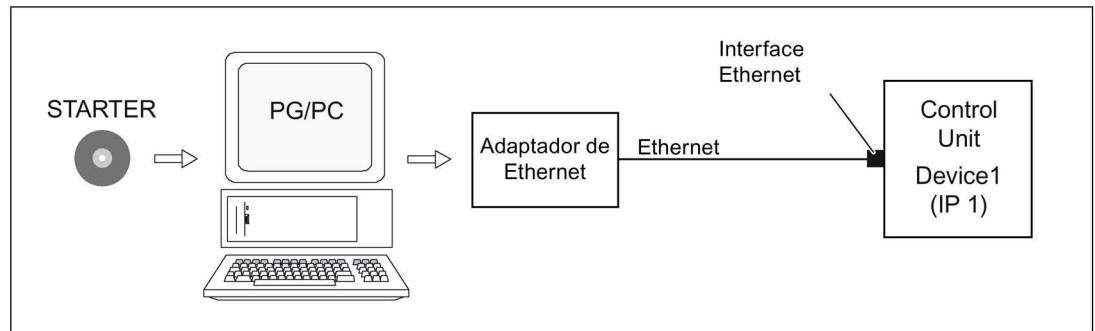 STARTER
PG/PC
Adaptador de
Ethernet
Ethernet
Interface
Ethernet
Control
Unit
Device1
(IP 1)